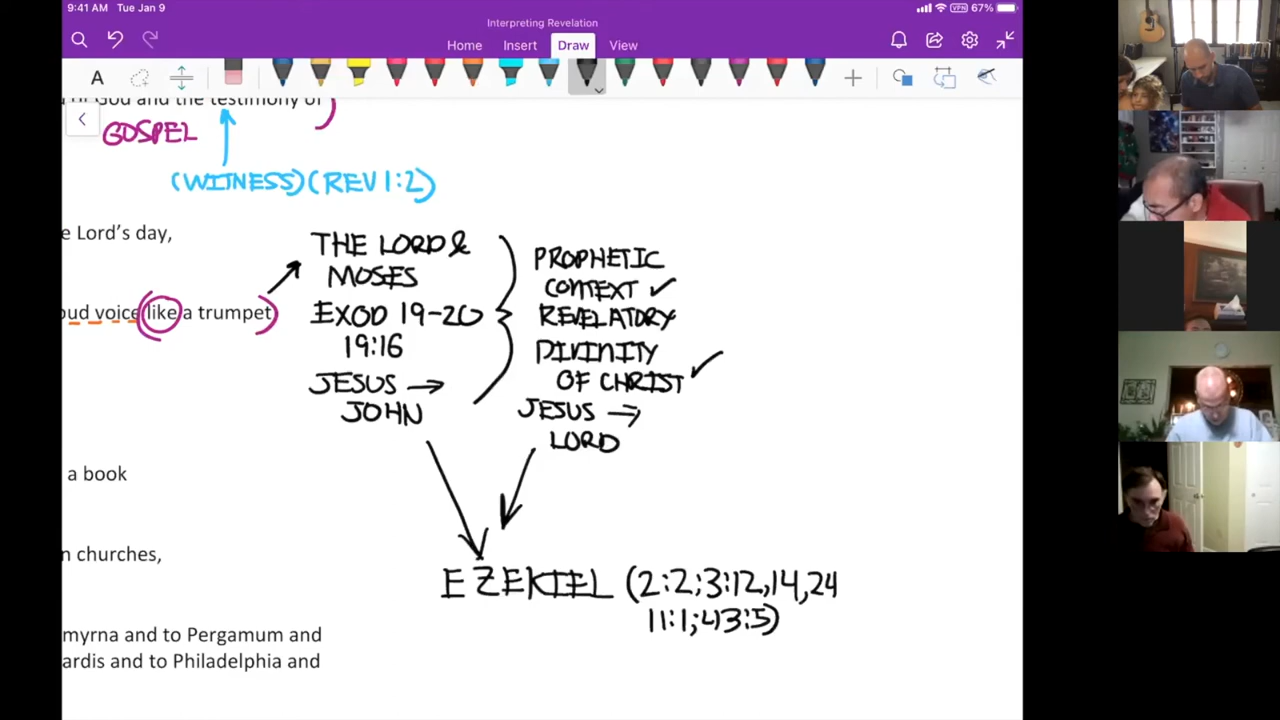 9:41 AM Tue Jan 9
VPN 67%
Interpreting Revelation
Home Insert Draw View
A
God and the testimony of
GOSPEL
(WITNESS)(REV 1:2)
e Lord's day,
oud voice like a trumpet
THE LORD &
MOSES
EXOD 19-20
19:16
JESUS →
JOHN
PROPHETIC
CONTEXT ✓
REVELATORY
DIVINITY
OF CHRIST ✓
JESUS →
LORD
a book
n churches,
EZEKIEL (2:2;3:12,14,24
11:1;43:5)
myrna and to Pergamum and
ardis and to Philadelphia and